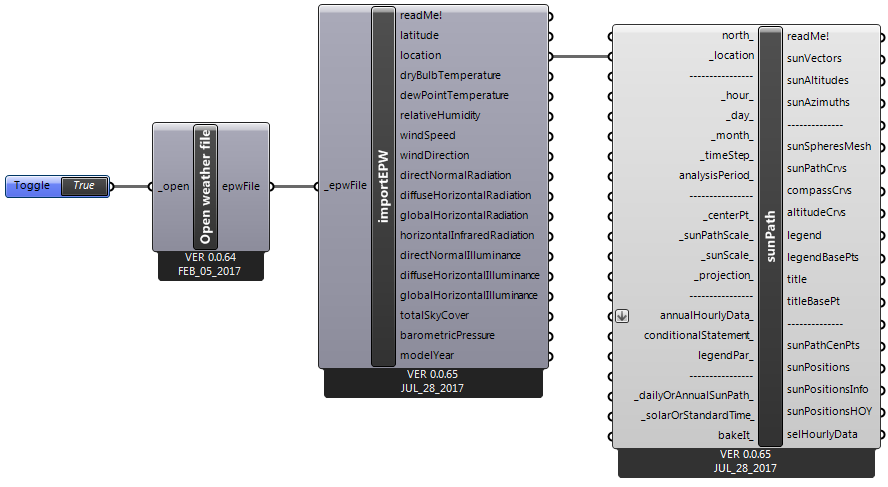 Toggle
True
_open
Open weather file
epwFile
VER 0.0.64
FEB_05_2017
_epwFile
importEPW
readMe!
latitude
location
dryBulbTemperature
dewPointTemperature
relativeHumidity
windSpeed
windDirection
directNormalRadiation
diffuseHorizontalRadiation
globalHorizontalRadiation
horizontalInfraredRadiation
directNormalIlluminance
diffuseHorizontalIlluminance
globalHorizontalIlluminance
totalSkyCover
barometricPressure
modelYear
VER 0.0.65
JUL_28_2017
north_
_location
---------------
_hour_
_day_
_month_
_timeStep_
analysisPeriod_
---------------
_centerPt_
_sunPathScale_
_sunScale_
_projection_
---------------
annualHourlyData_
conditionalStatement_
legendPar_
---------------
_dailyOrAnnualSunPath_
_solarOrStandardTime_
bakeIt_
sunPath
readMe!
sunVectors
sunAltitudes
sunAzimuths
--------------
sunSpheresMesh
sunPathCrvs
compassCrvs
altitudeCrvs
legend
legendBasePts
title
titleBasePt
--------------
sunPathCenPts
sunPositions
sunPositionsInfo
sunPositionsHOY
selHourlyData
VER 0.0.65
JUL_28_2017